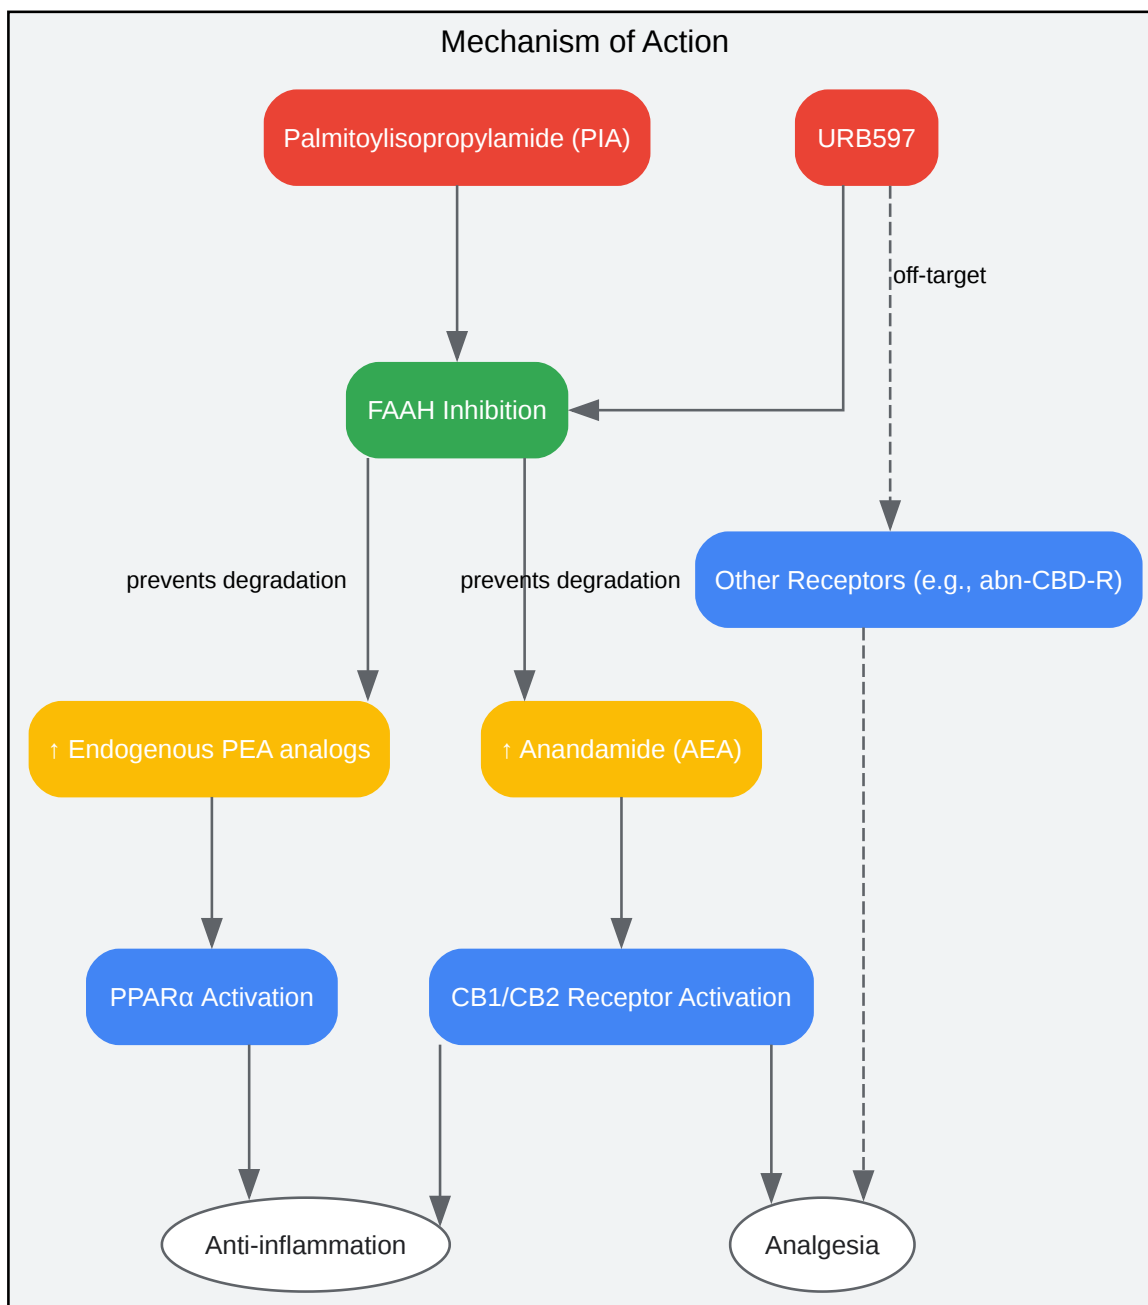 Mechanism of Action
Palmitoylisopropylamide (PIA)
URB597
off-target
FAAH Inhibition
prevents degradation
prevents degradation
Other Receptors (e.g., abn-CBD-R)
↑ Endogenous PEA analogs
↑ Anandamide (AEA)
PPARα Activation
CB1/CB2 Receptor Activation
Anti-inflammation
Analgesia